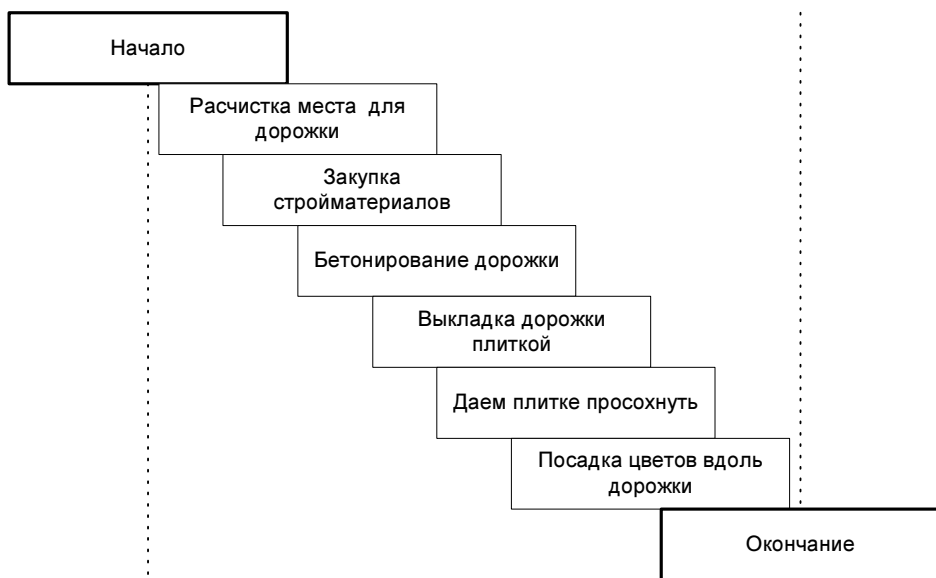 Начало
Расчистка места для
дорожки
Закупка
стройматериалов
Бетонирование дорожки
Выкладка дорожки
плиткой
Даем плитке просохнуть
Посадка цветов вдоль
дорожки
Окончание